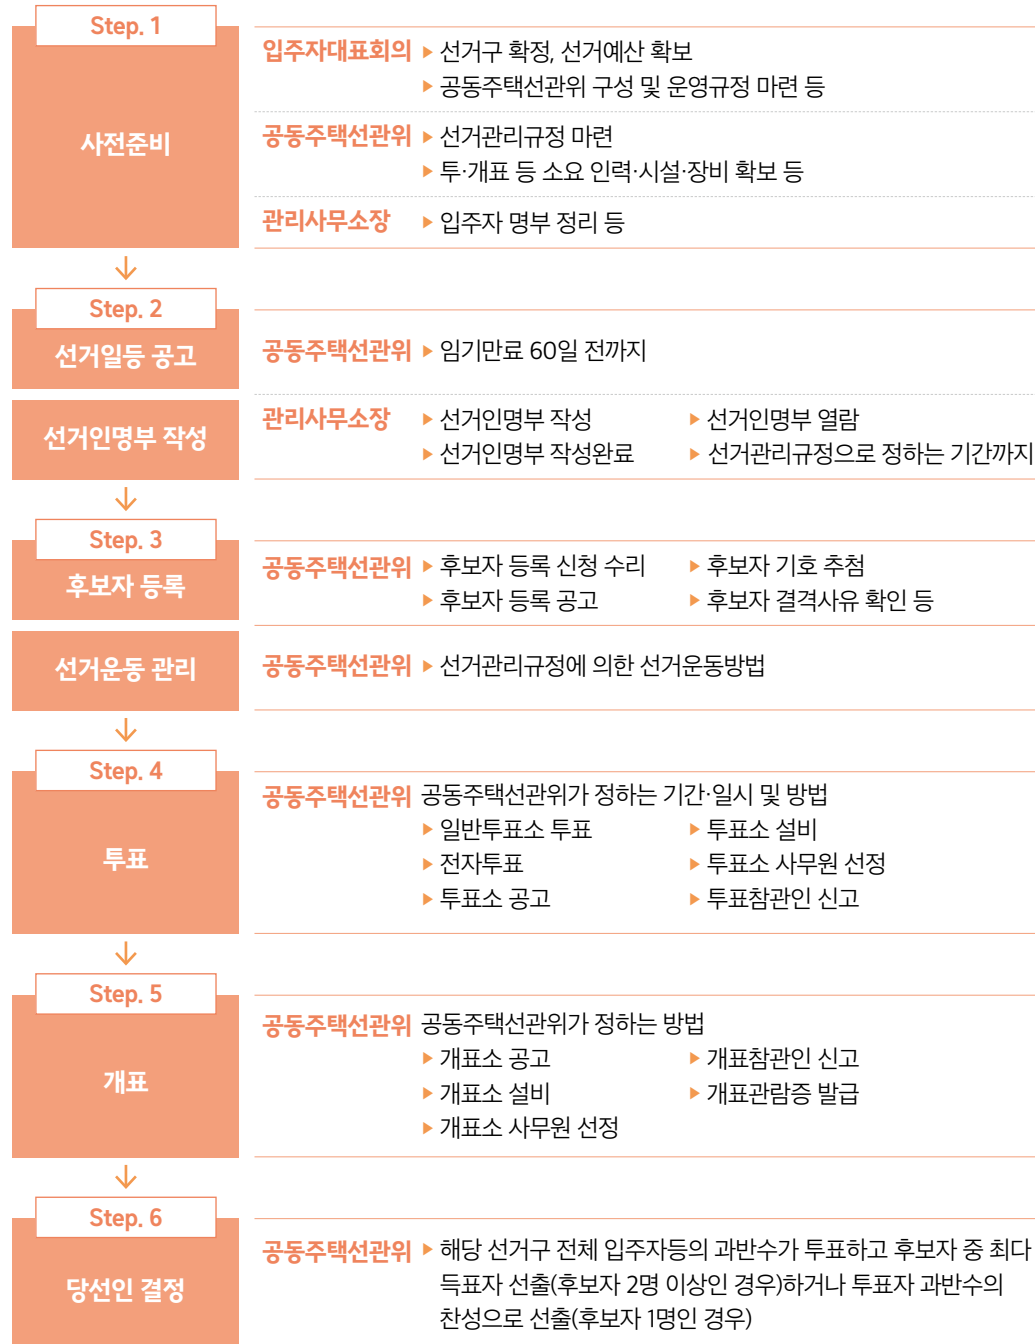 Step. 1
사전준비
입주자대표회의 ▶ 선거구 확정, 선거예산 확보
▶ 공동주택선관위 구성 및 운영규정 마련 등
공동주택선관위 ▶ 선거관리규정 마련
▶ 투·개표 등 소요 인력·시설·장비 확보 등
관리사무소장 ▶ 입주자 명부 정리 등
Step. 2
선거일등 공고
공동주택선관위 ▶ 임기만료 60일 전까지
선거인명부 작성
관리사무소장 ▶ 선거인명부 작성 ▶ 선거인명부 열람
▶ 선거인명부 작성완료 ▶ 선거관리규정으로 정하는 기간까지
Step. 3
후보자 등록
공동주택선관위 ▶ 후보자 등록 신청 수리 ▶ 후보자 기호 추첨
▶ 후보자 등록 공고 ▶ 후보자 결격사유 확인 등
선거운동 관리
공동주택선관위 ▶ 선거관리규정에 의한 선거운동방법
Step. 4
투표
공동주택선관위 공동주택선관위가 정하는 기간·일시 및 방법
▶ 일반투표소 투표 ▶ 투표소 설비
▶ 전자투표 ▶ 투표소 사무원 선정
▶ 투표소 공고 ▶ 투표참관인 신고
Step. 5
개표
공동주택선관위 공동주택선관위가 정하는 방법
▶ 개표소 공고 ▶ 개표참관인 신고
▶ 개표소 설비 ▶ 개표관람증 발급
▶ 개표소 사무원 선정
Step. 6
당선인 결정
공동주택선관위 ▶ 해당 선거구 전체 입주자등의 과반수가 투표하고 후보자 중 최다
득표자 선출(후보자 2명 이상인 경우)하거나 투표자 과반수의
찬성으로 선출(후보자 1명인 경우)